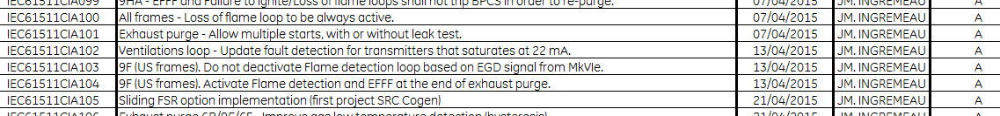 IEC61511CIA099 9HA - EFFF and Failure to Ignite/Loss of flame loops shall not trip BPCS in order to re-purge. 07/04/2015 JM. INGREMEAU A
IEC61511CIA100 All frames - Loss of flame loop to be always active. 07/04/2015 JM. INGREMEAU A
IEC61511CIA101 Exhaust purge - Allow multiple starts, with or without leak test. 07/04/2015 JM. INGREMEAU A
IEC61511CIA102 Ventilations loop - Update fault detection for transmitters that saturates at 22 mA. 13/04/2015 JM. INGREMEAU A
IEC61511CIA103 9F (US frames). Do not deactivate Flame detection loop based on EGD signal from MkVIe. 13/04/2015 JM. INGREMEAU A
IEC61511CIA104 9F (US frames). Activate Flame detection and EFFF at the end of exhaust purge. 13/04/2015 JM. INGREMEAU A
IEC61511CIA105 Sliding FSR option implementation (first project SRC Cogen) 21/04/2015 JM. INGREMEAU A
IEC61511CIA106 Exhaust purge 6B/9E/6F - Improve gas low temperature detection (hysteresis) 21/04/2015 JM. INGREMEAU A